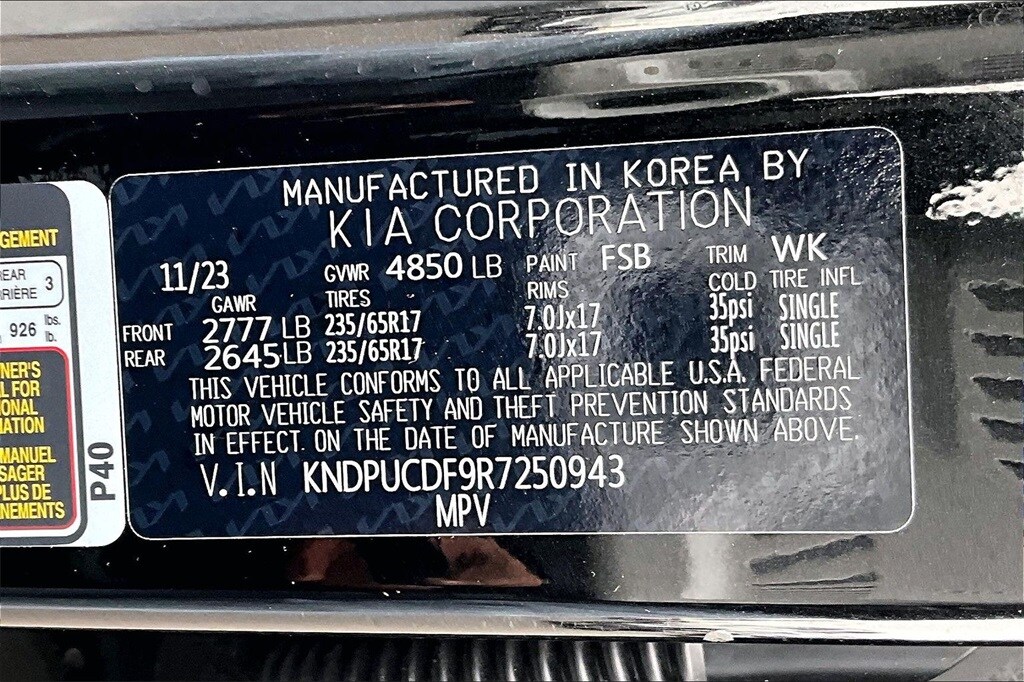 MANUFACTURED IN KOREA BY
KIA CORPORATION
11/23 GVWR 4850 LB PAINT FSB TRIM WK
GAWR TIRES RIMS COLD TIRE INFL
FRONT 2777 LB 235/65R17 7.0Jx17 35psi SINGLE
REAR 2645LB 235/65R17 7.0Jx17 35psi SINGLE
THIS VEHICLE CONFORMS TO ALL APPLICABLE U.S.A. FEDERAL
MOTOR VEHICLE SAFETY AND THEFT PREVENTION STANDARDS
IN EFFECT ON THE DATE OF MANUFACTURE SHOWN ABOVE.
V.I.N KNDPUCDF9R7250943
MPV
GEMENT
EAR
RIÈRE 3
926 lbs.
lb.
NER'S
L FOR
IONAL
ATION
MANUEL
SAGER
PLUS DE
NEMENTS
P40